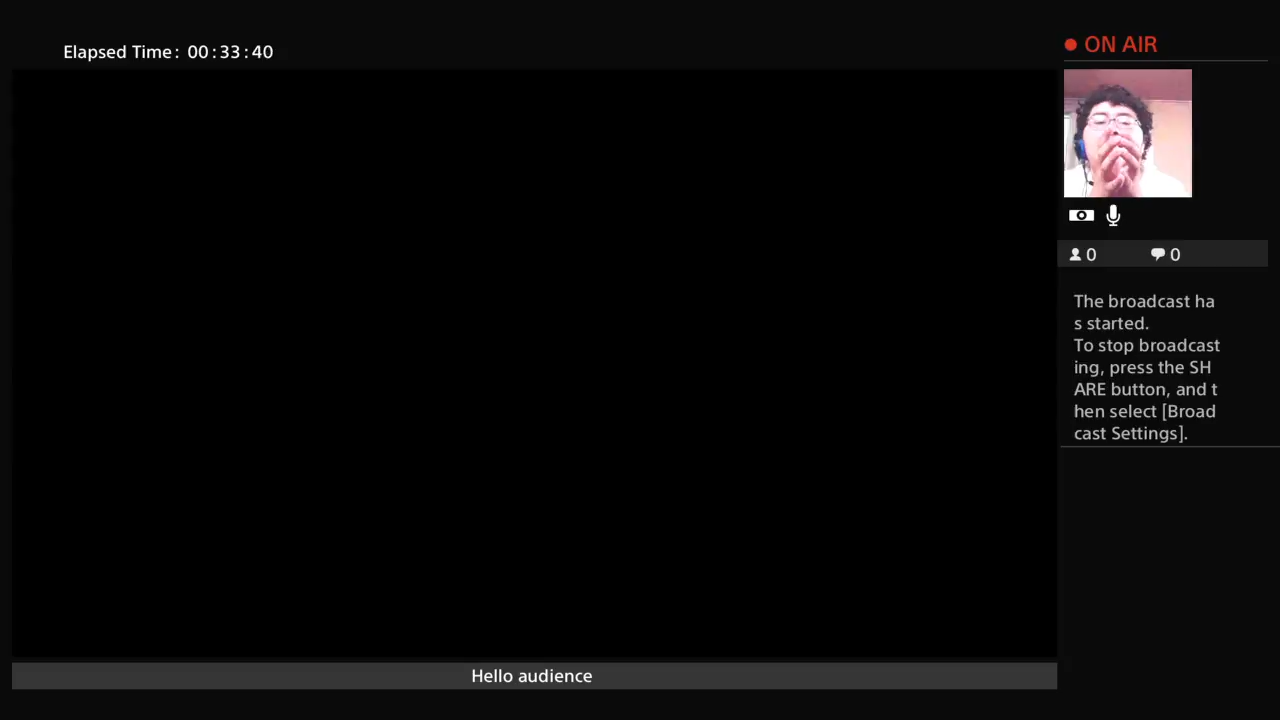 Elapsed Time: 00:33:40
ON AIR
0 0
The broadcast ha
s started.
To stop broadcast
ing, press the SH
ARE button, and t
hen select [Broad
cast Settings].
Hello audience